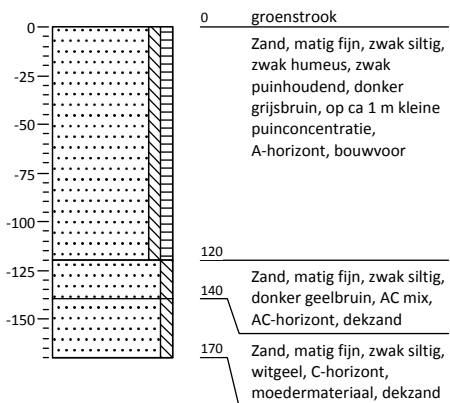 0
-25
-50
-75
-100
-125
-150
0 groenstrook
Zand, matig fijn, zwak siltig,
zwak humeus, zwak
puinhoudend, donker
grijsbruin, op ca 1 m kleine
puinconcentratie,
A-horizont, bouwvoor
120
Zand, matig fijn, zwak siltig,
donker geelbruin, AC mix,
AC-horizont, dekzand
140
Zand, matig fijn, zwak siltig,
witgeel, C-horizont,
moedermateriaal, dekzand
170